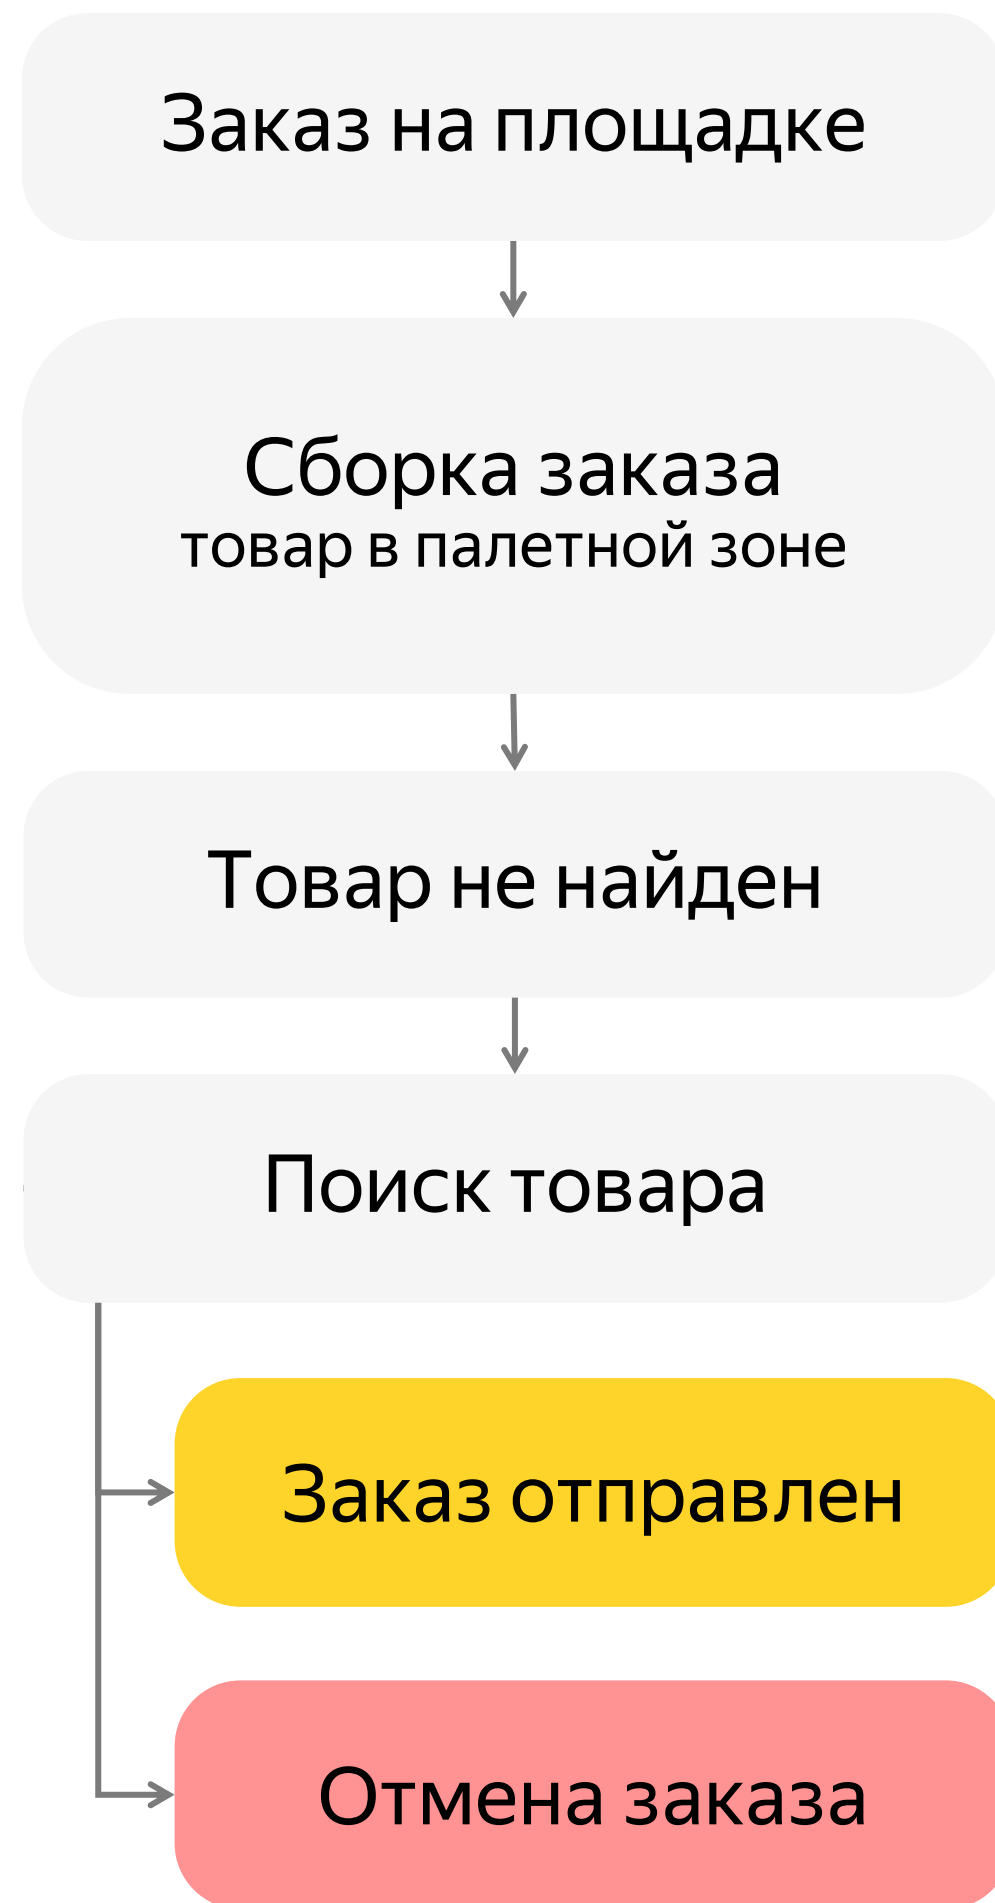 Заказ на площадке
Сборка заказа
товар в палетной зоне
Товар не найден
Поиск товара
Заказ отправлен
Отмена заказа